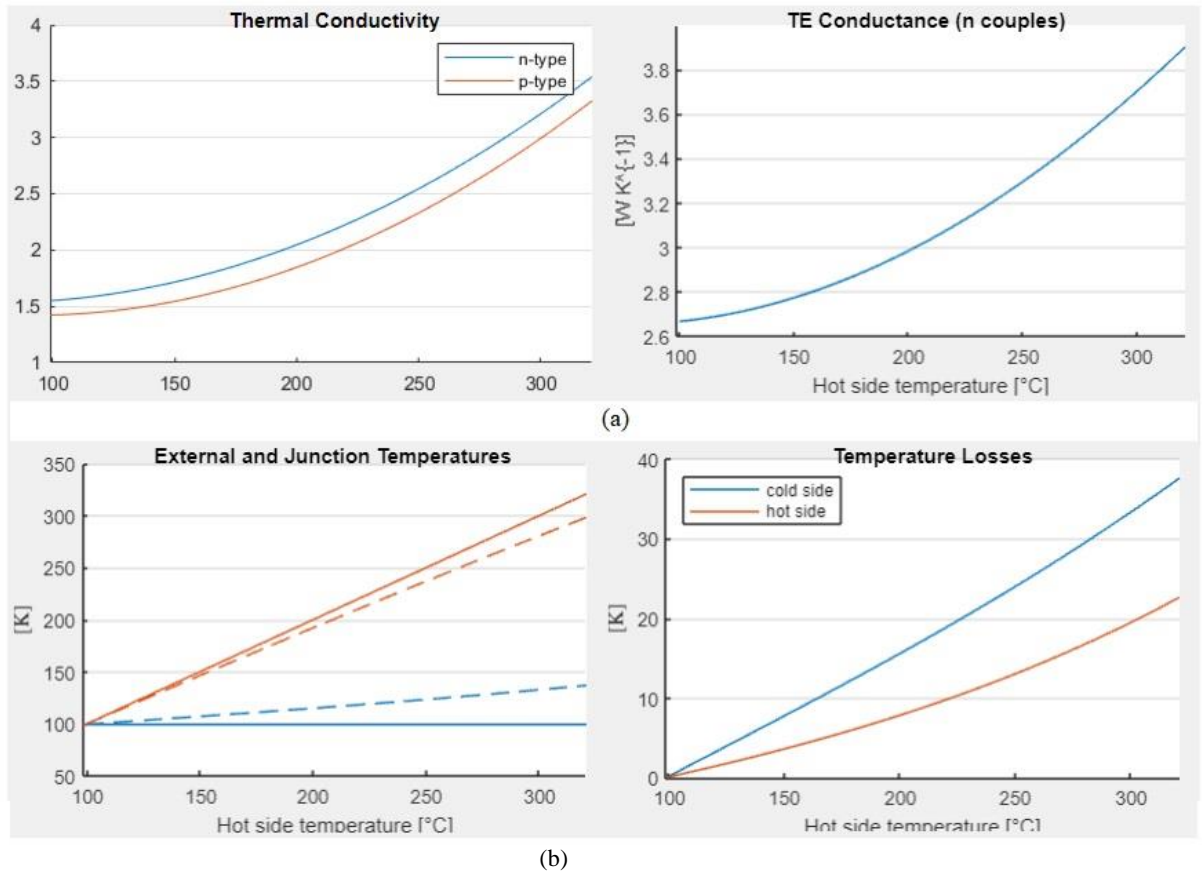 Thermal Conductivity
4
3.5
3
2.5
2
1.5
1
n-type
p-type
100 150 200 250 300
TE Conductance (n couples)
[W K^{-1}]
3.8
3.6
3.4
3.2
3
2.8
2.6
100 150 200 250 300
Hot side temperature [°C]
(a)
External and Junction Temperatures
[K]
350
300
250
200
150
100
50
100 150 200 250 300
Hot side temperature [°C]
Temperature Losses
[K]
40
30
20
10
0
cold side
hot side
100 150 200 250 300
Hot side temperature [°C]
(b)